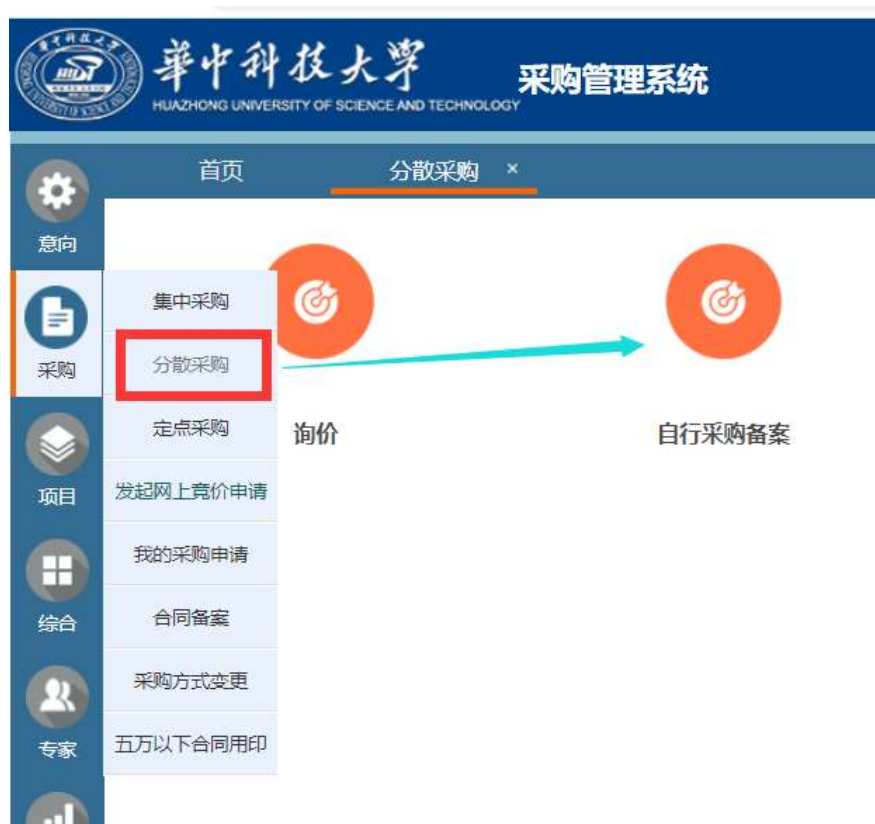 華中科技大学
HUAZHONG UNIVERSITY OF SCIENCE AND TECHNOLOGY
采购管理系统
首页
分散采购 ×
意向
采购
项目
综合
专家
集中采购
分散采购
定点采购
发起网上竞价申请
我的采购申请
合同备案
采购方式变更
五万以下合同用印
询价
自行采购备案